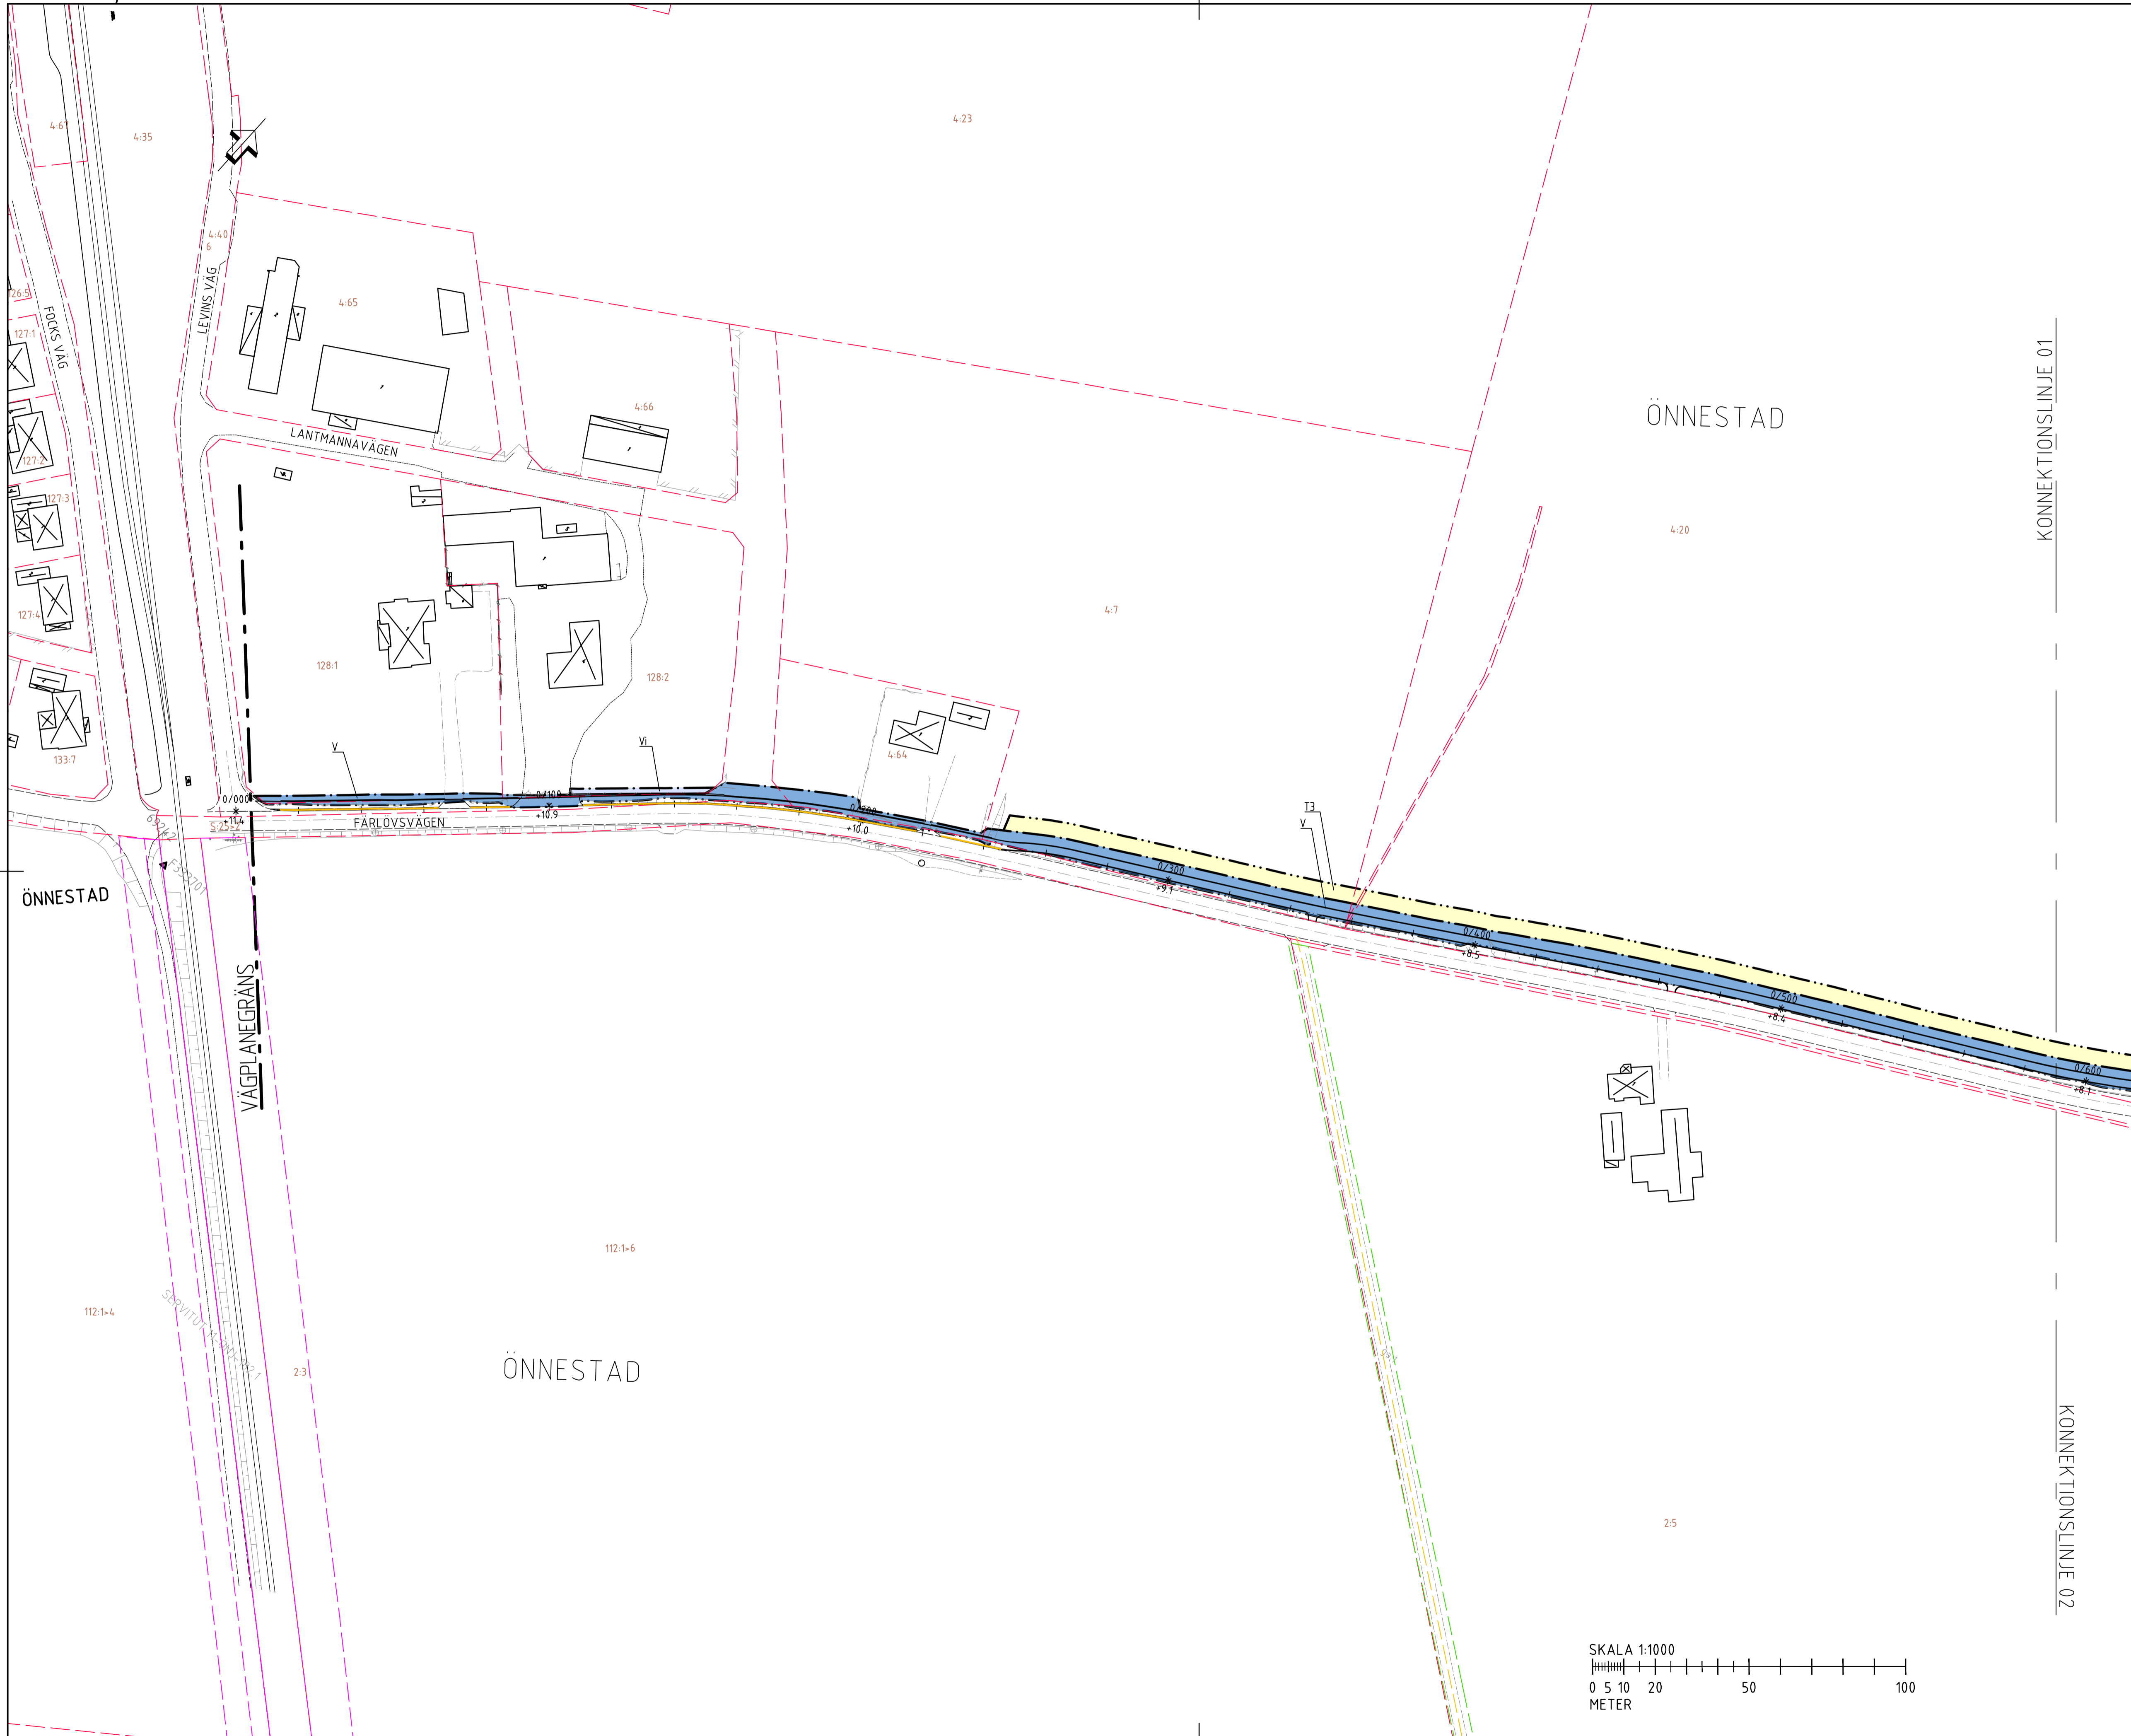 4:23
4:67
4:35
4:40
6
LEVINS VÄG
4:65
FOCKS VÄG
127:1
4:66
LANTMANNAVÄGEN
127:2
127:3
127:4
ÖNNESTAD
KONNEKTIONSLINJE 01
4:20
4:7
128:1
128:2
133:7
V
Vi
4:64
0/000
+11.4
0/100
+10.9
0/200
+10.0
FÄRLÖVSVÄGEN
T3
V
0/300
+9.1
0/400
+8.5
0/500
+8.4
0/600
+8.1
ÖNNESTAD
VÄGPLANEGRÄNS
112:1>6
112:1>4
2:3
ÖNNESTAD
KONNEKTIONSLINJE 02
2:5
SKALA 1:1000
0 5 10 20 50 100
METER